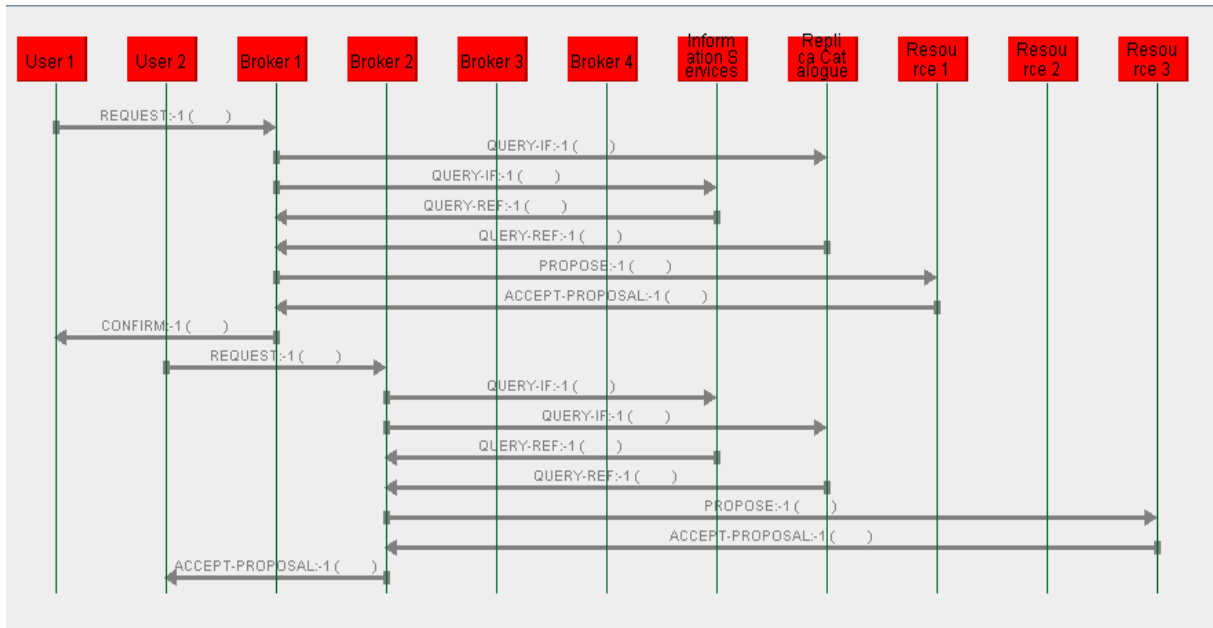 User 1
User 2
Broker 1
Broker 2
Broker 3
Broker 4
Inform
ation S
ervices
Repli
ca Cat
alogue
Resou
rce 1
Resou
rce 2
Resou
rce 3
REQUEST:-1 ( )
QUERY-IF:-1 ( )
QUERY-IF:-1 ( )
QUERY-REF:-1 ( )
QUERY-REF:-1 ( )
PROPOSE:-1 ( )
ACCEPT-PROPOSAL:-1 ( )
CONFIRM:-1 ( )
REQUEST:-1 ( )
QUERY-IF:-1 ( )
QUERY-IF:-1 ( )
QUERY-REF:-1 ( )
QUERY-REF:-1 ( )
PROPOSE:-1 ( )
ACCEPT-PROPOSAL:-1 ( )
ACCEPT-PROPOSAL:-1 ( )